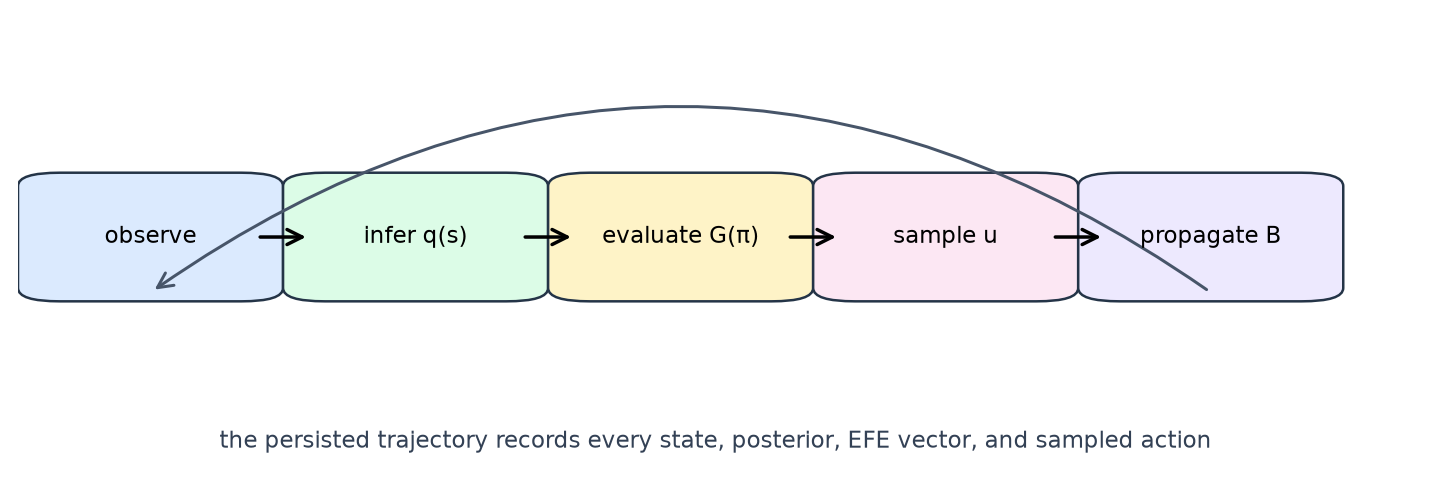 observe
infer q(s)
evaluate G(π)
sample u
propagate B
the persisted trajectory records every state, posterior, EFE vector, and sampled action